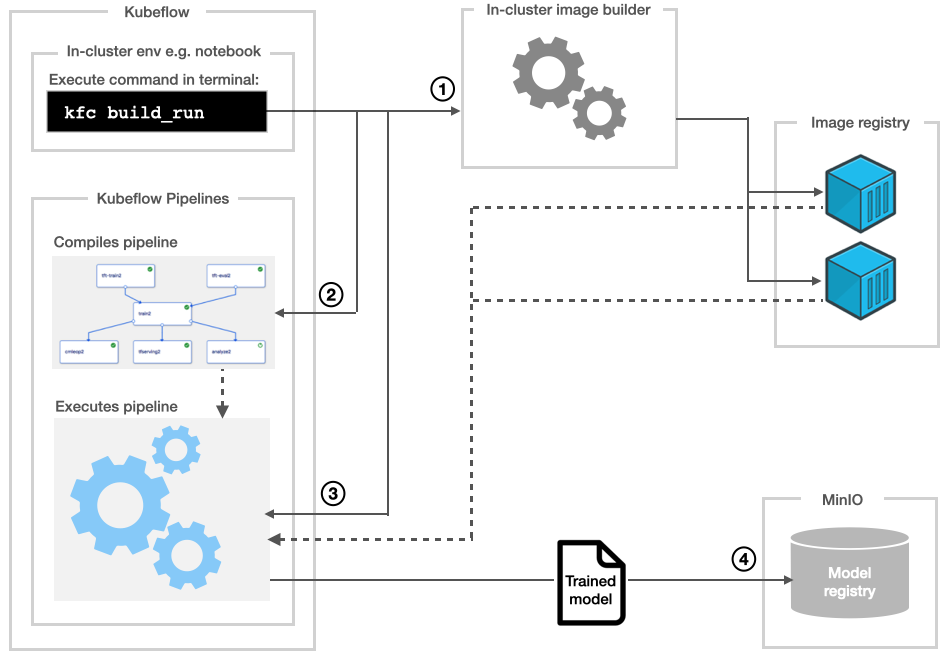 Kubeflow
In-cluster env e.g. notebook
Execute command in terminal:
kfc build_run
1
In-cluster image builder
Image registry
Kubeflow Pipelines
Compiles pipeline
tft-train2
tft-eval2
train2
cmleop2
tfserving2
analyze2
2
Executes pipeline
3
Trained
model
4
MinIO
Model
registry